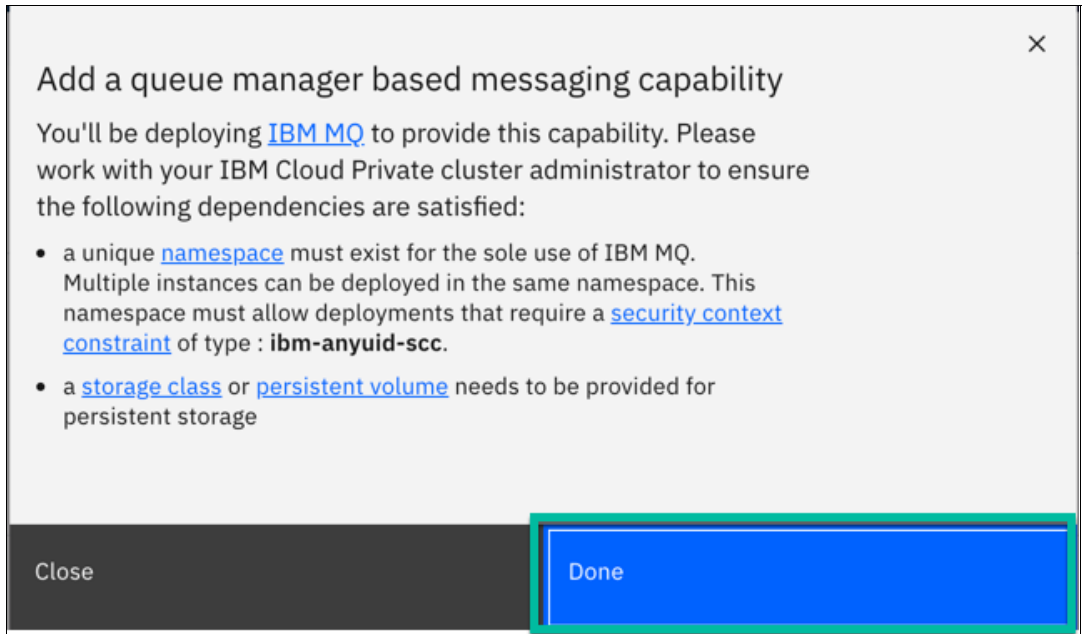 Add a queue manager based messaging capability
You'll be deploying IBM MQ to provide this capability. Please
work with your IBM Cloud Private cluster administrator to ensure
the following dependencies are satisfied:
• a unique namespace must exist for the sole use of IBM MQ.
Multiple instances can be deployed in the same namespace. This
namespace must allow deployments that require a security context
constraint of type : ibm-anyuid-scc.
• a storage class or persistent volume needs to be provided for
persistent storage
Close
Done